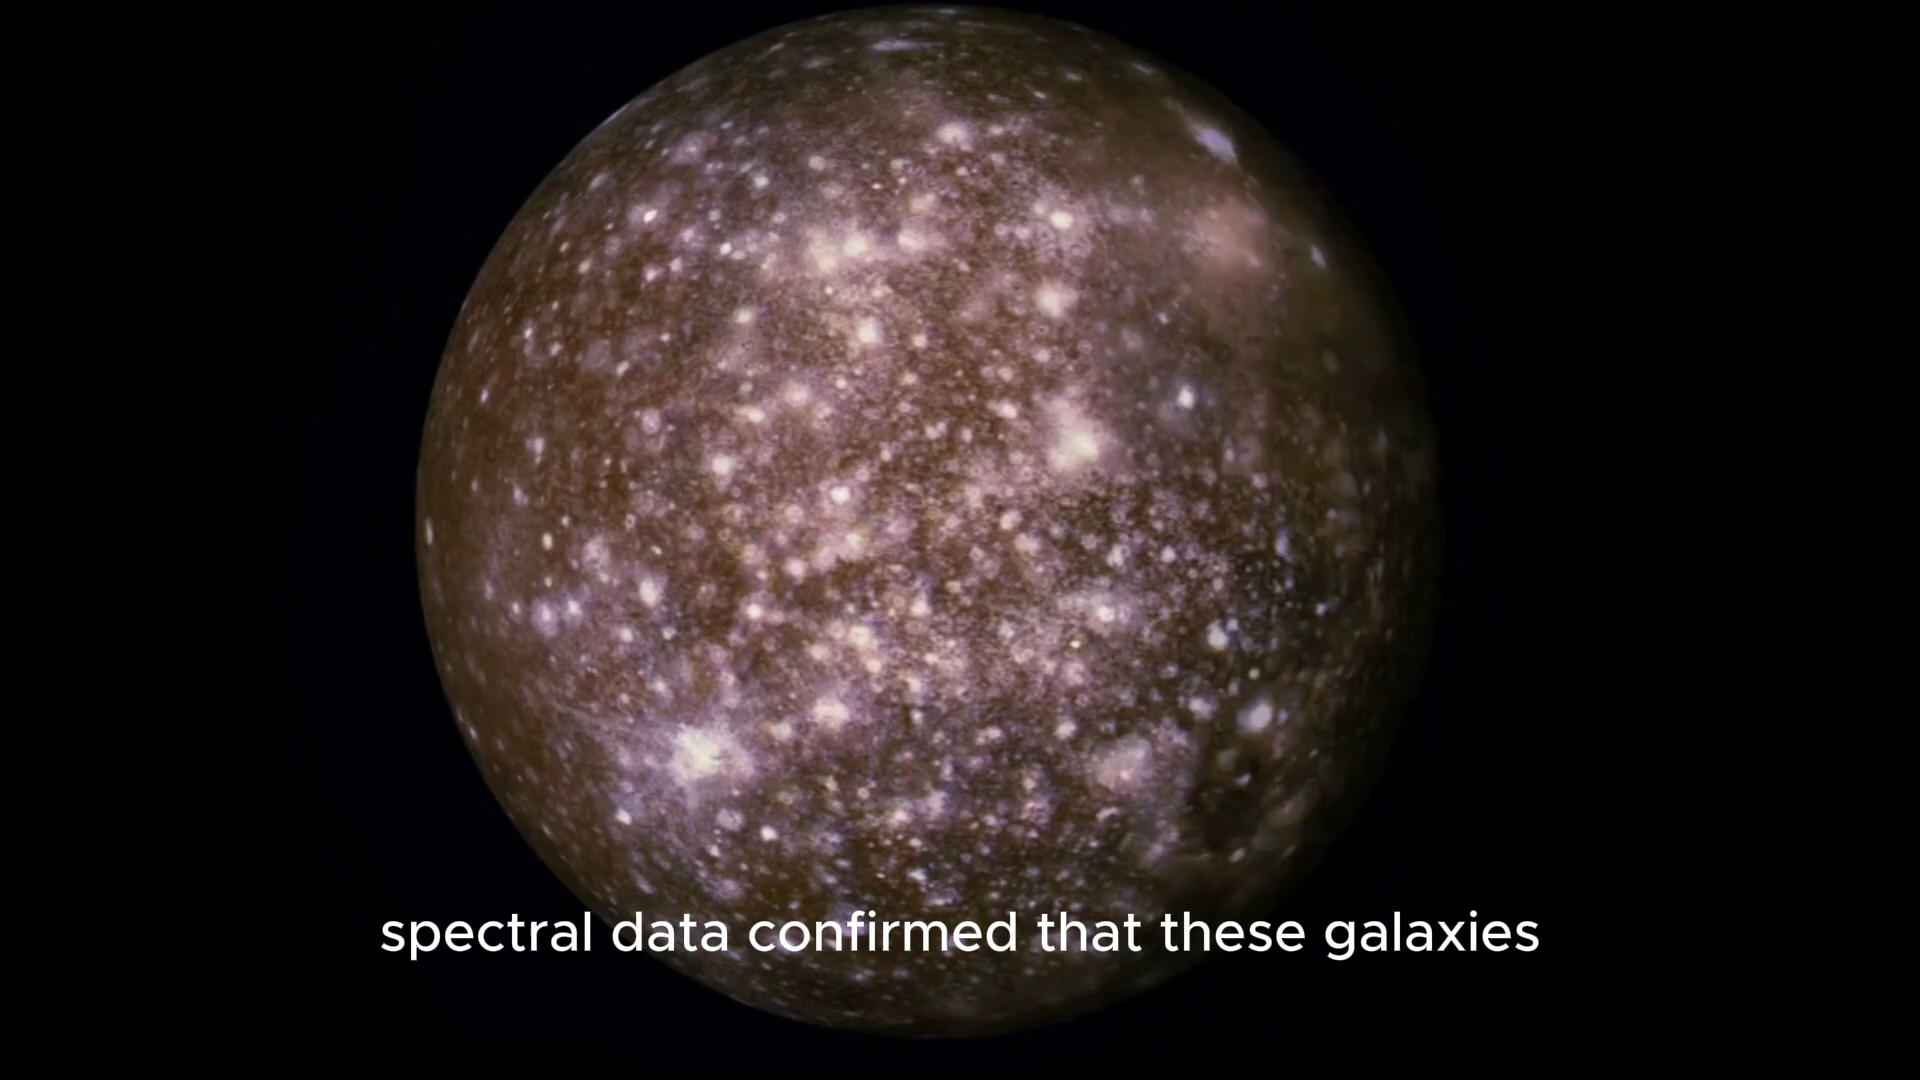 spectral data confirmed that these galaxies